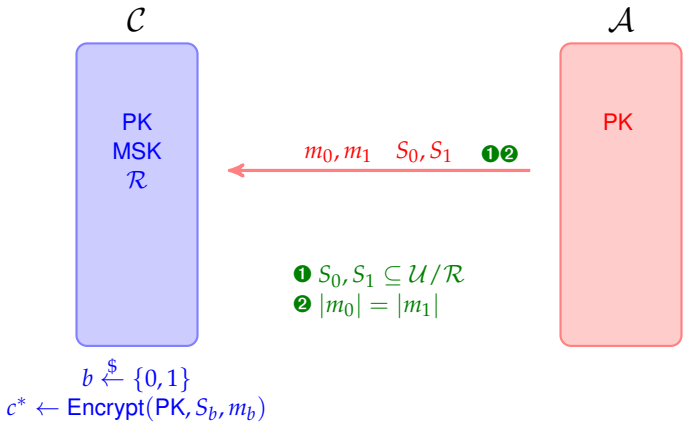 𝒞 𝒜
PK PK
MSK
ℛ
m₀, m₁ S₀, S₁ ❶❷
❶ S₀, S₁ ⊆ 𝒰/ℛ
❷ |m₀| = |m₁|
b $← {0, 1}
c* ← Encrypt(PK, S_b, m_b)